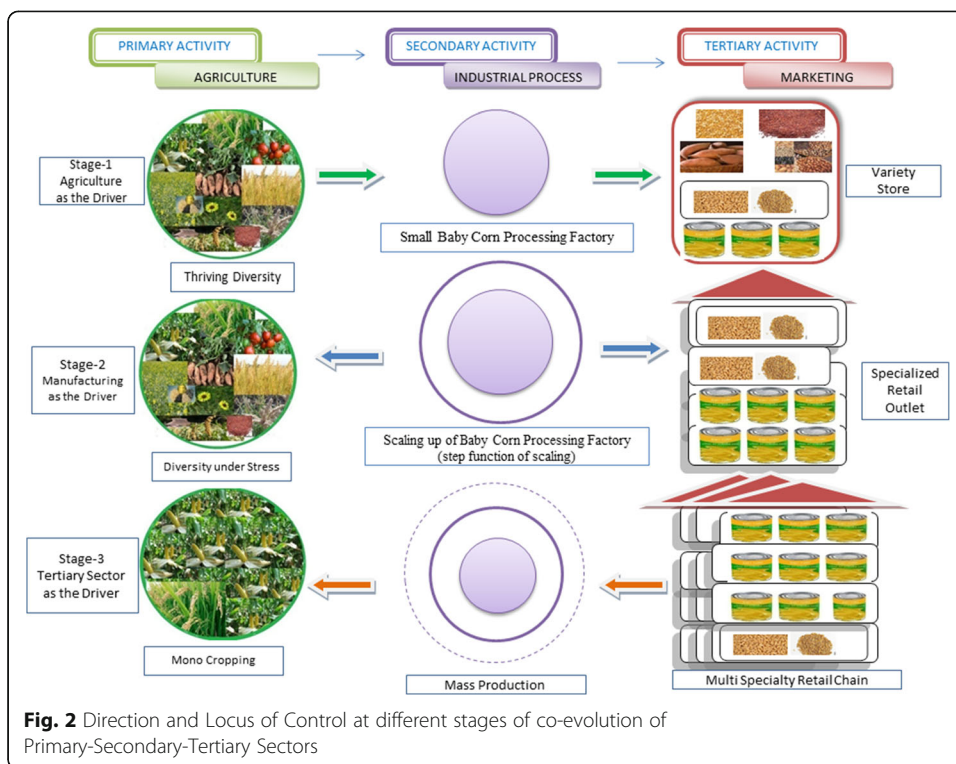 PRIMARY ACTIVITY
AGRICULTURE
SECONDARY ACTIVITY
INDUSTRIAL PROCESS
TERTIARY ACTIVITY
MARKETING
Stage-1
Agriculture
as the Driver
Thriving Diversity
Small Baby Corn Processing Factory
Variety
Store
Stage-2
Manufacturing
as the Driver
Diversity under Stress
Scaling up of Baby Corn Processing Factory
(step function of scaling)
Specialized
Retail
Outlet
Stage-3
Tertiary Sector
as the Driver
Mono Cropping
Mass Production
Multi Specialty Retail Chain
Fig. 2 Direction and Locus of Control at different stages of co-evolution of
Primary-Secondary-Tertiary Sectors